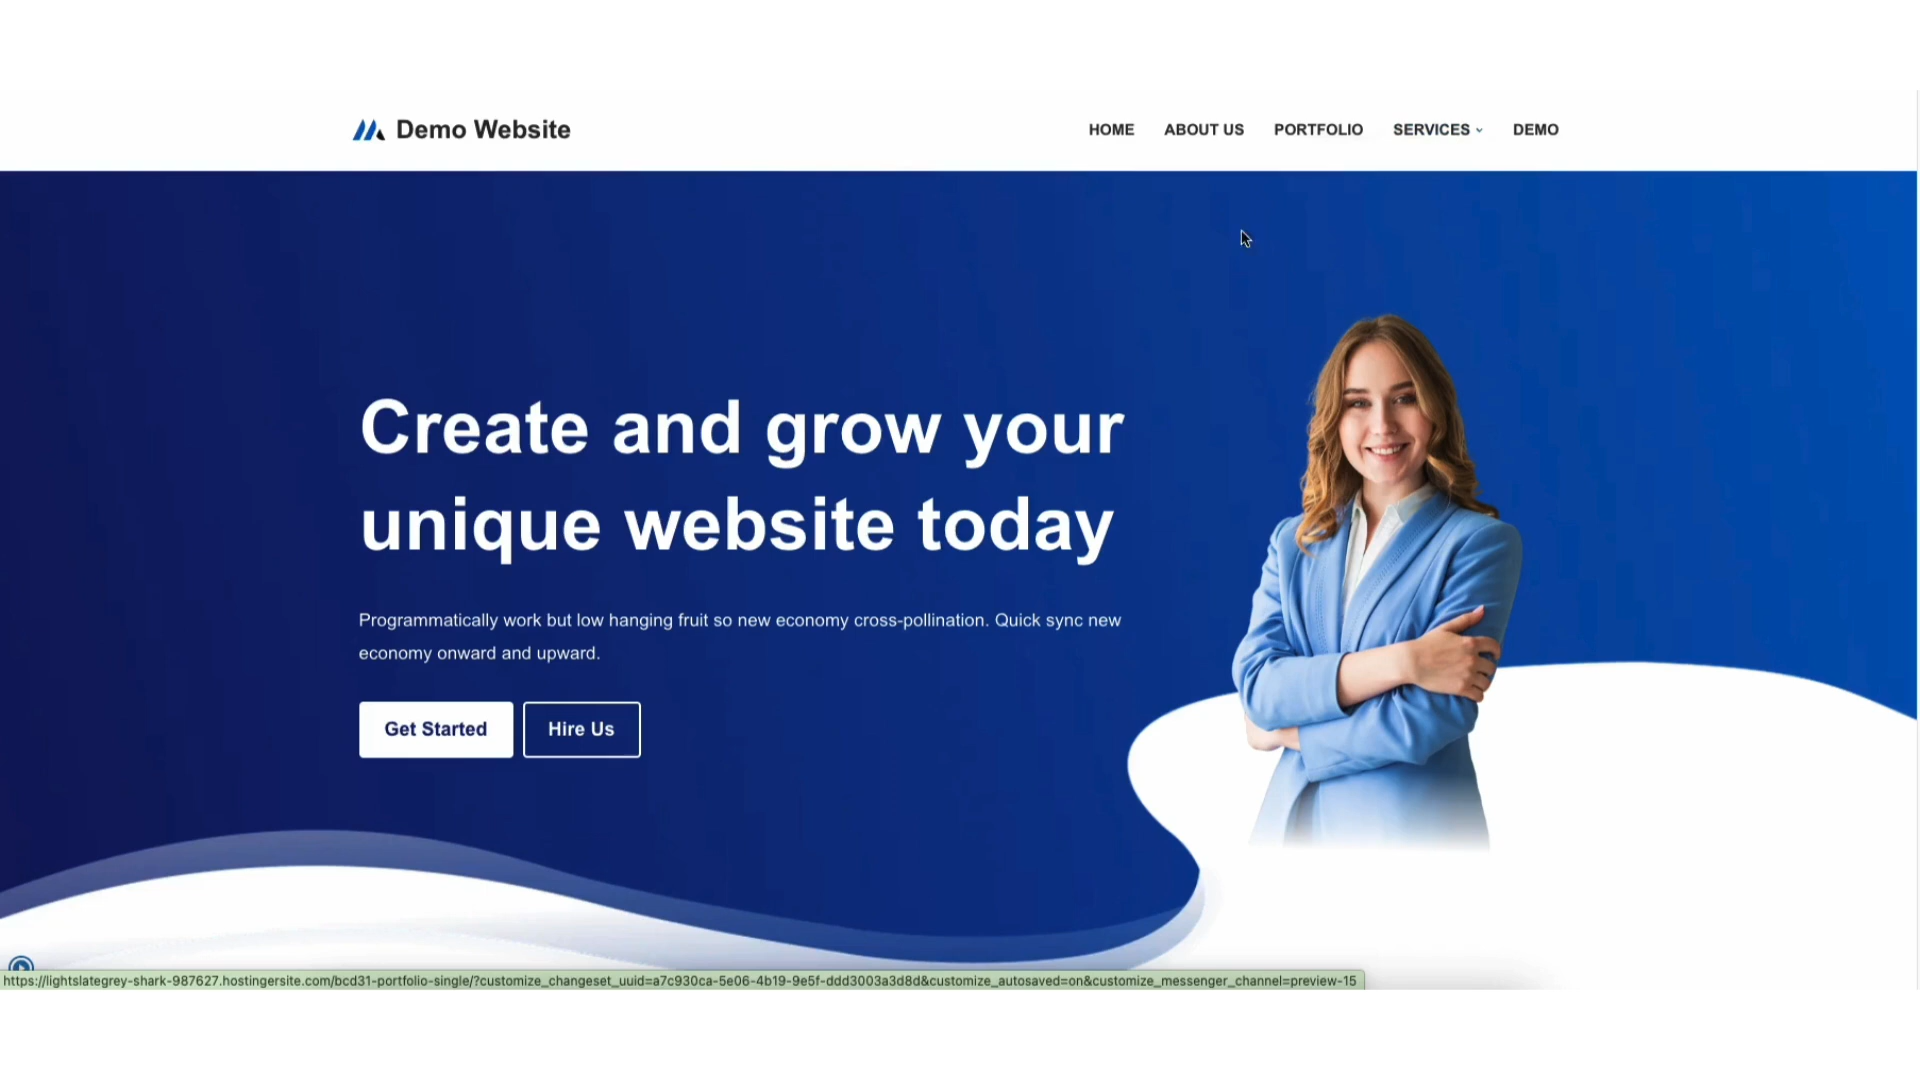 Demo Website
HOME ABOUT US PORTFOLIO SERVICES DEMO
Create and grow your
unique website today
Programmatically work but low hanging fruit so new economy cross-pollination. Quick sync new
economy onward and upward.
Get Started Hire Us
https://lightslategrey-shark-987627.hostingersite.com/bcd31-portfolio-single/?customize_changeset_uuid=a7c930ca-5e06-4b19-9e5f-ddd3003a3d8d&customize_autosaved=on&customize_messenger_channel=preview-15